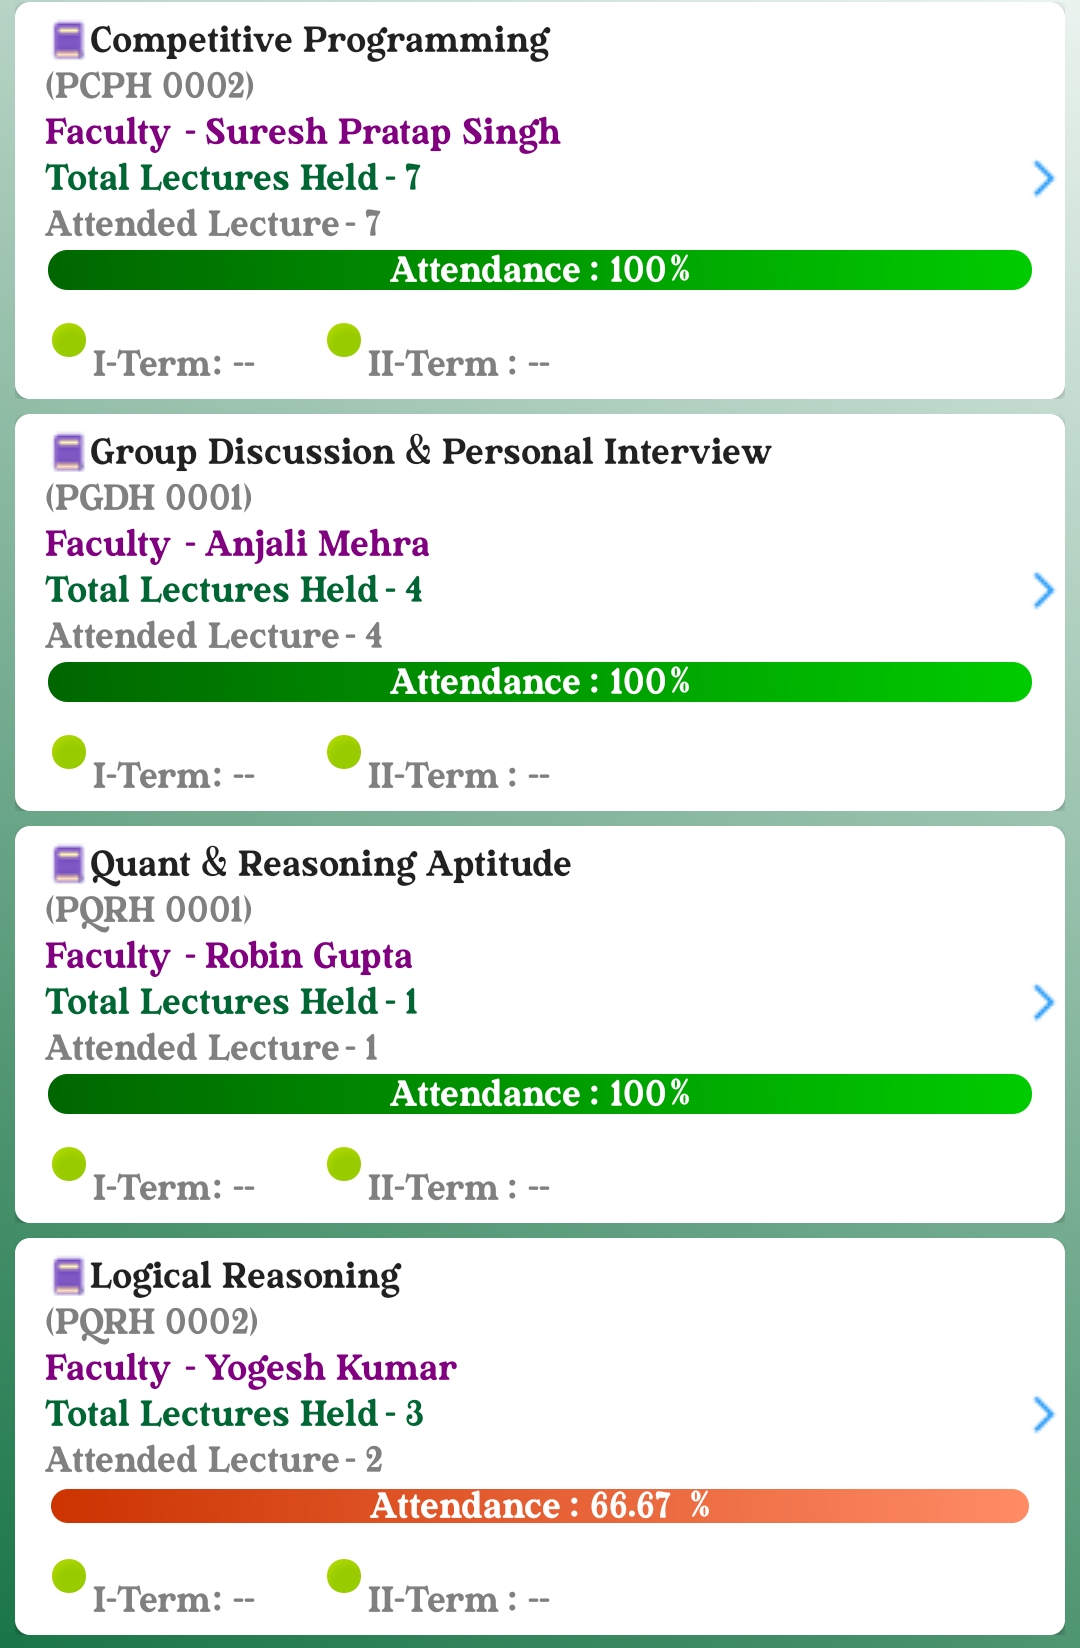 Competitive Programming
(PCPH 0002)
Faculty - Suresh Pratap Singh
Total Lectures Held - 7
Attended Lecture - 7
Attendance : 100%
I-Term: -- II-Term : --
Group Discussion & Personal Interview
(PGDH 0001)
Faculty - Anjali Mehra
Total Lectures Held - 4
Attended Lecture - 4
Attendance : 100%
I-Term: -- II-Term : --
Quant & Reasoning Aptitude
(PQRH 0001)
Faculty - Robin Gupta
Total Lectures Held - 1
Attended Lecture - 1
Attendance : 100%
I-Term: -- II-Term : --
Logical Reasoning
(PQRH 0002)
Faculty - Yogesh Kumar
Total Lectures Held - 3
Attended Lecture - 2
Attendance : 66.67 %
I-Term: -- II-Term : --